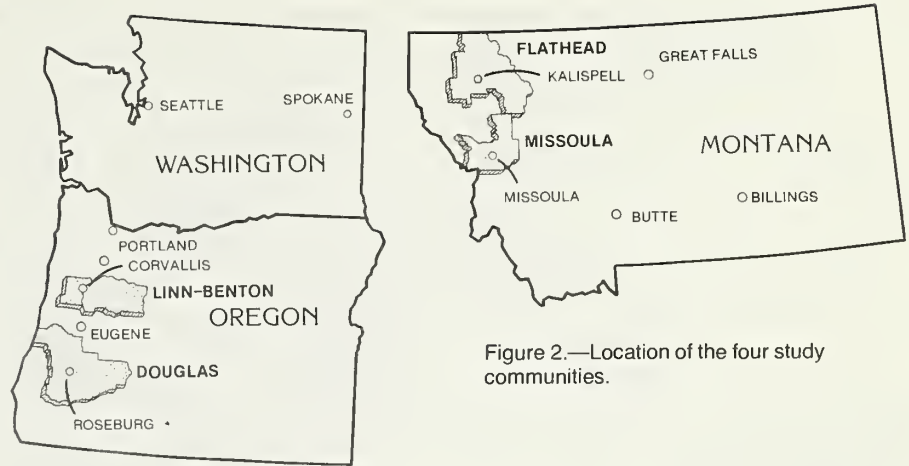 SEATTLE
SPOKANE
WASHINGTON
PORTLAND
CORVALLIS
LINN-BENTON
OREGON
EUGENE
DOUGLAS
ROSEBURG
FLATHEAD
KALISPELL
GREAT FALLS
MISSOULA
MONTANA
MISSOULA
BILLINGS
BUTTE
Figure 2.—Location of the four study
communities.